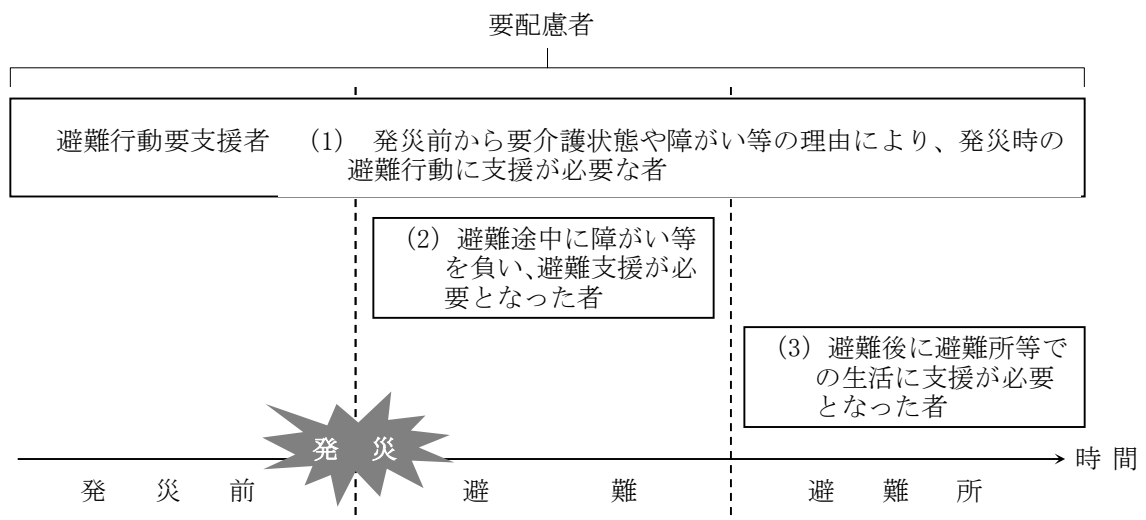 要配慮者
避難行動要支援者 (1) 発災前から要介護状態や障がい等の理由により、発災時の
避難行動に支援が必要な者
(2) 避難途中に障がい等
を負い、避難支援が必
要となった者
(3) 避難後に避難所等で
の生活に支援が必要
となった者
発 災
時 間
発 災 前 避 難 避 難 所